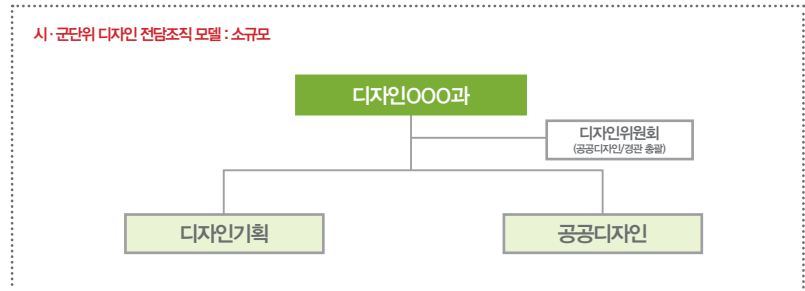 시·군단위 디자인 전담조직 모델 : 소규모
디자인OOO과
디자인위원회
(공공디자인/경관 총괄)
디자인기획
공공디자인